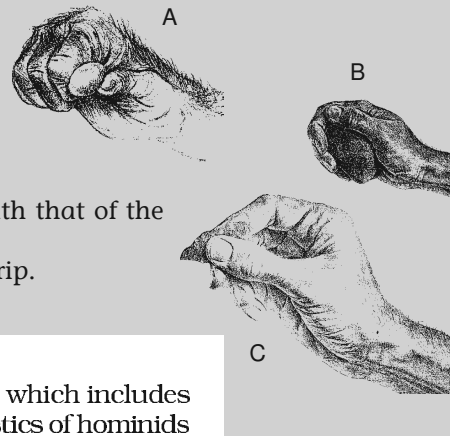 A
B
th that of the
rip.
C
which includes
stics of hominids